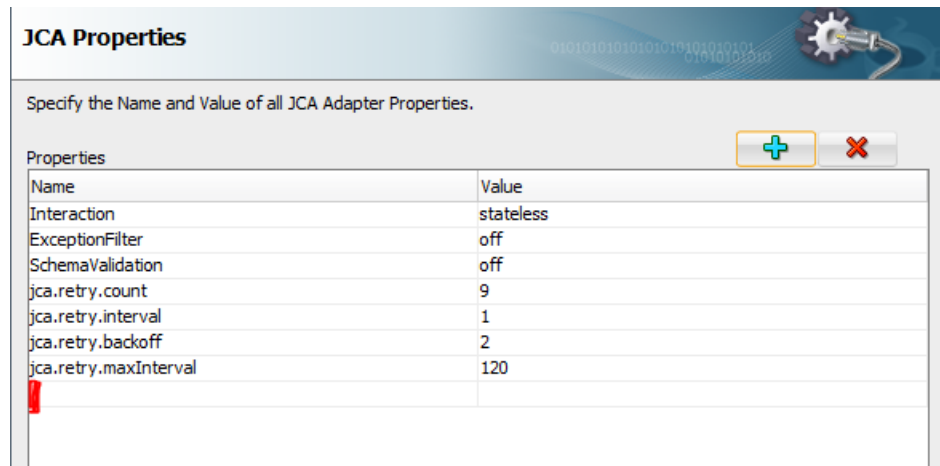 JCA Properties
Specify the Name and Value of all JCA Adapter Properties.
Properties
Name Value
Interaction stateless
ExceptionFilter off
SchemaValidation off
jca.retry.count 9
jca.retry.interval 1
jca.retry.backoff 2
jca.retry.maxInterval 120